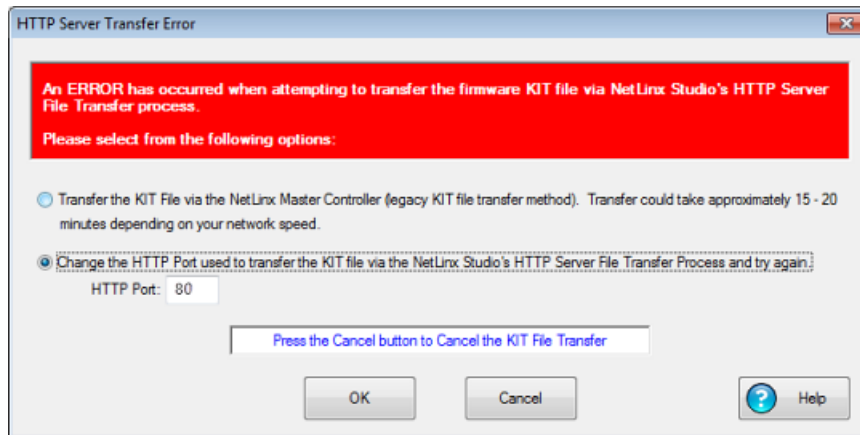 HTTP Server Transfer Error
An ERROR has occurred when attempting to transfer the firmware KIT file via NetLinx Studio's HTTP Server
File Transfer process.
Please select from the following options:
Transfer the KIT File via the NetLinx Master Controller (legacy KIT file transfer method). Transfer could take approximately 15 - 20
minutes depending on your network speed.
Change the HTTP Port used to transfer the KIT file via the NetLinx Studio's HTTP Server File Transfer Process and try again.
HTTP Port: 80
Press the Cancel button to Cancel the KIT File Transfer
OK Cancel ? Help